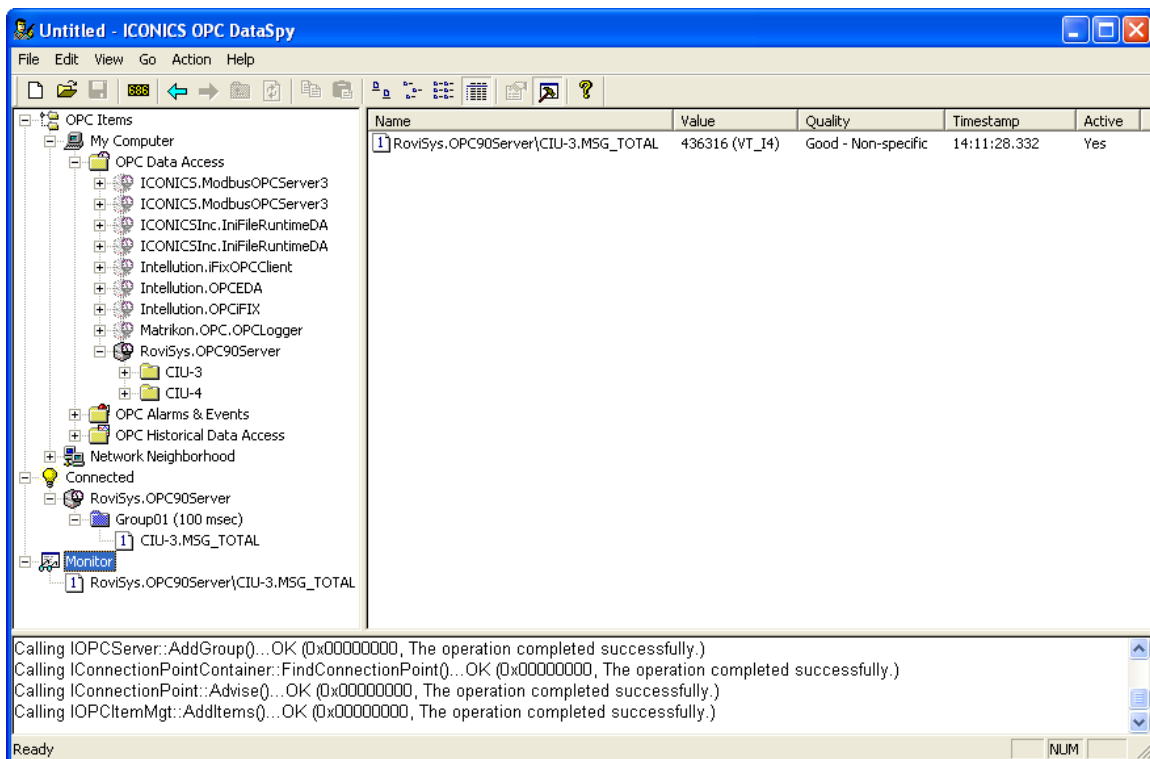 Untitled - ICONICS OPC DataSpy
File Edit View Go Action Help
OPC Items
My Computer
OPC Data Access
ICONICS.ModbusOPCServer3
ICONICS.ModbusOPCServer3
ICONICSInc.IniFileRuntimeDA
ICONICSInc.IniFileRuntimeDA
Intellution.iFixOPCClient
Intellution.OPCEDA
Intellution.OPCiFIX
Matrikon.OPC.OPCLogger
RoviSys.OPC90Server
CIU-3
CIU-4
OPC Alarms & Events
OPC Historical Data Access
Network Neighborhood
Connected
RoviSys.OPC90Server
Group01 (100 msec)
CIU-3.MSG_TOTAL
Monitor
RoviSys.OPC90Server\CIU-3.MSG_TOTAL
Name Value Quality Timestamp Active
RoviSys.OPC90Server\CIU-3.MSG_TOTAL 436316 (VT_I4) Good - Non-specific 14:11:28.332 Yes
Calling IOPCServer::AddGroup()...OK (0x00000000, The operation completed successfully.)
Calling IConnectionPointContainer::FindConnectionPoint()...OK (0x00000000, The operation completed successfully.)
Calling IConnectionPoint::Advise()...OK (0x00000000, The operation completed successfully.)
Calling IOPCItemMgt::AddItems()...OK (0x00000000, The operation completed successfully.)
Ready NUM